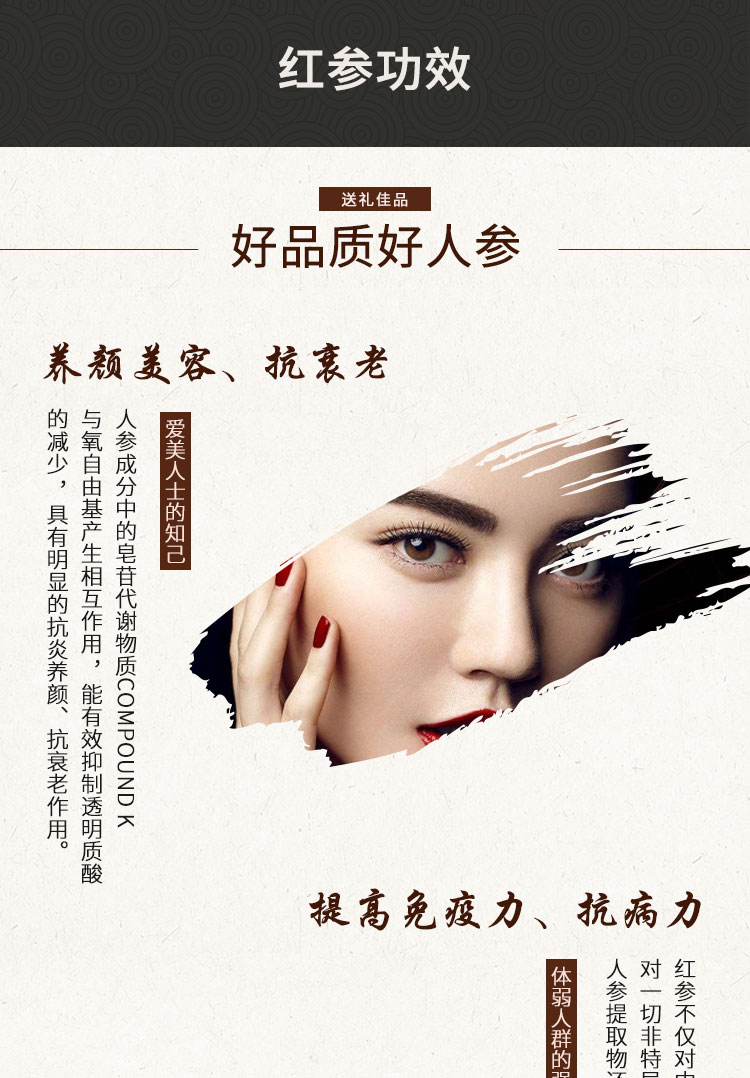 红参功效
送礼佳品
好品质好人参
养颜美容、抗衰老
爱美人士的知己
人参成分中的皂苷代谢物质COMPOUND K
与氧自由基产生相互作用，能有效抑制透明质酸
的减少，具有明显的抗炎养颜、抗衰老作用。
提高免疫力、抗病力
体弱人群的
红参不仅对
对一切非特
人参提取物